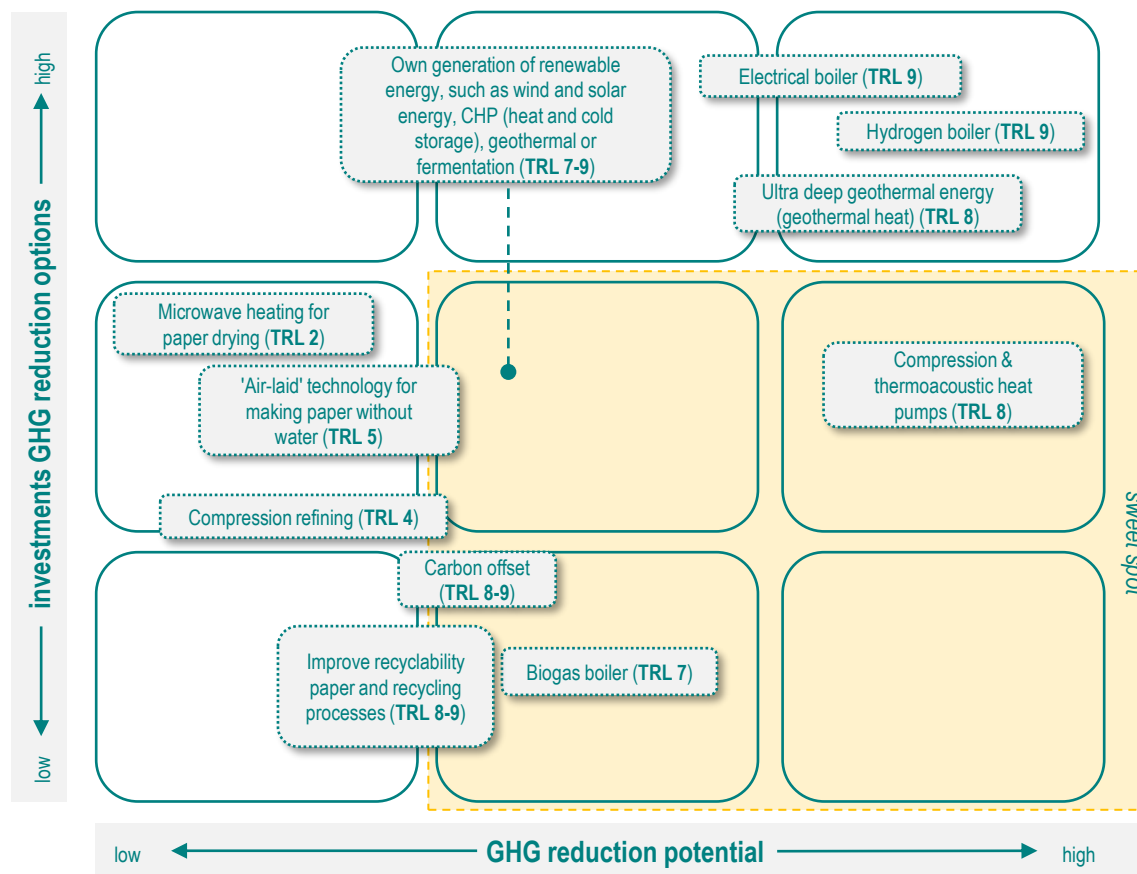 high
investments GHG reduction options
low
Own generation of renewable
energy, such as wind and solar
energy, CHP (heat and cold
storage), geothermal or
fermentation (TRL 7-9)
Electrical boiler (TRL 9)
Hydrogen boiler (TRL 9)
Ultra deep geothermal energy
(geothermal heat) (TRL 8)
Microwave heating for
paper drying (TRL 2)
'Air-laid' technology for
making paper without
water (TRL 5)
Compression &
thermoacoustic heat
pumps (TRL 8)
Compression refining (TRL 4)
sweet spot
Carbon offset
(TRL 8-9)
Improve recyclability
paper and recycling
processes (TRL 8-9)
Biogas boiler (TRL 7)
low
GHG reduction potential
high